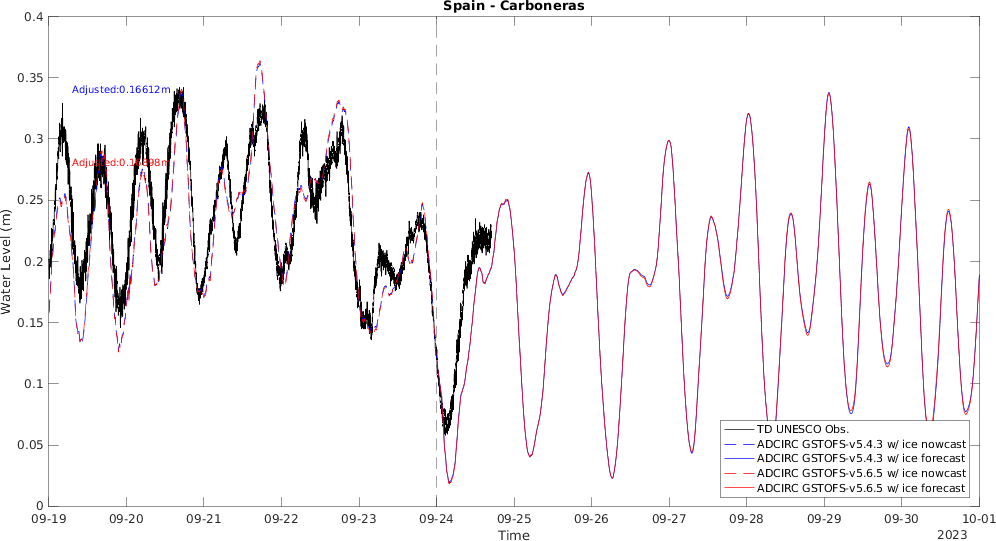 Spain - Carboneras
0.4
0.35
0.3
0.25
0.2
0.15
0.1
0.05
0
Water Level (m)
Adjusted:0.16612m
09-19
09-20
09-21
09-22
09-23
09-24
09-25
09-26
09-27
09-28
09-29
09-30
10-01
Time
2023
TD UNESCO Obs.
ADCIRC GSTOFS-v5.4.3 w/ ice nowcast
ADCIRC GSTOFS-v5.4.3 w/ ice forecast
ADCIRC GSTOFS-v5.6.5 w/ ice nowcast
ADCIRC GSTOFS-v5.6.5 w/ ice forecast